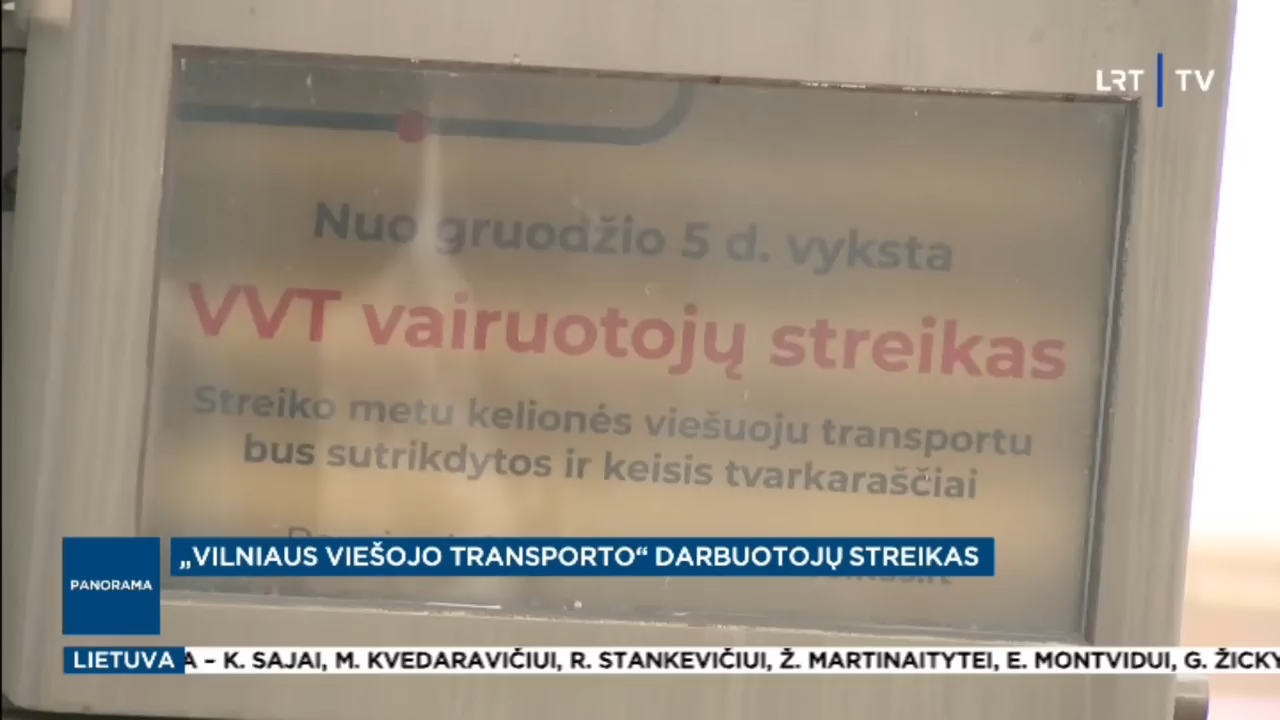 LRT TV
Nuo gruodžio 5 d. vyksta
VVT vairuotojų streikas
Streiko metu kelionės viešuoju transportu
bus sutrikdytos ir keisis tvarkaraščiai
„VILNIAUS VIEŠOJO TRANSPORTO“ DARBUOTOJŲ STREIKAS
PANORAMA
LIETUVA A – K. SAJAI, M. KVEDARAVIČIUI, R. STANKEVIČIUI, Ž. MARTINAITYTEI, E. MONTVIDUI, G. ŽICKY